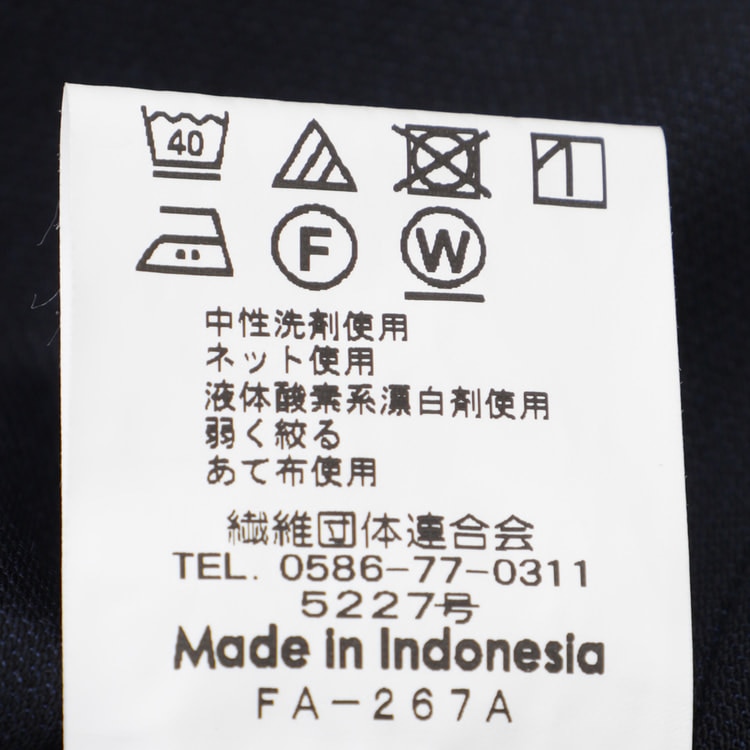 40
F W
中性洗剤使用
ネット使用
液体酸素系漂白剤使用
弱く絞る
あて布使用
繊維団体連合会
TEL. 0586-77-0311
5227号
Made in Indonesia
FA-267A